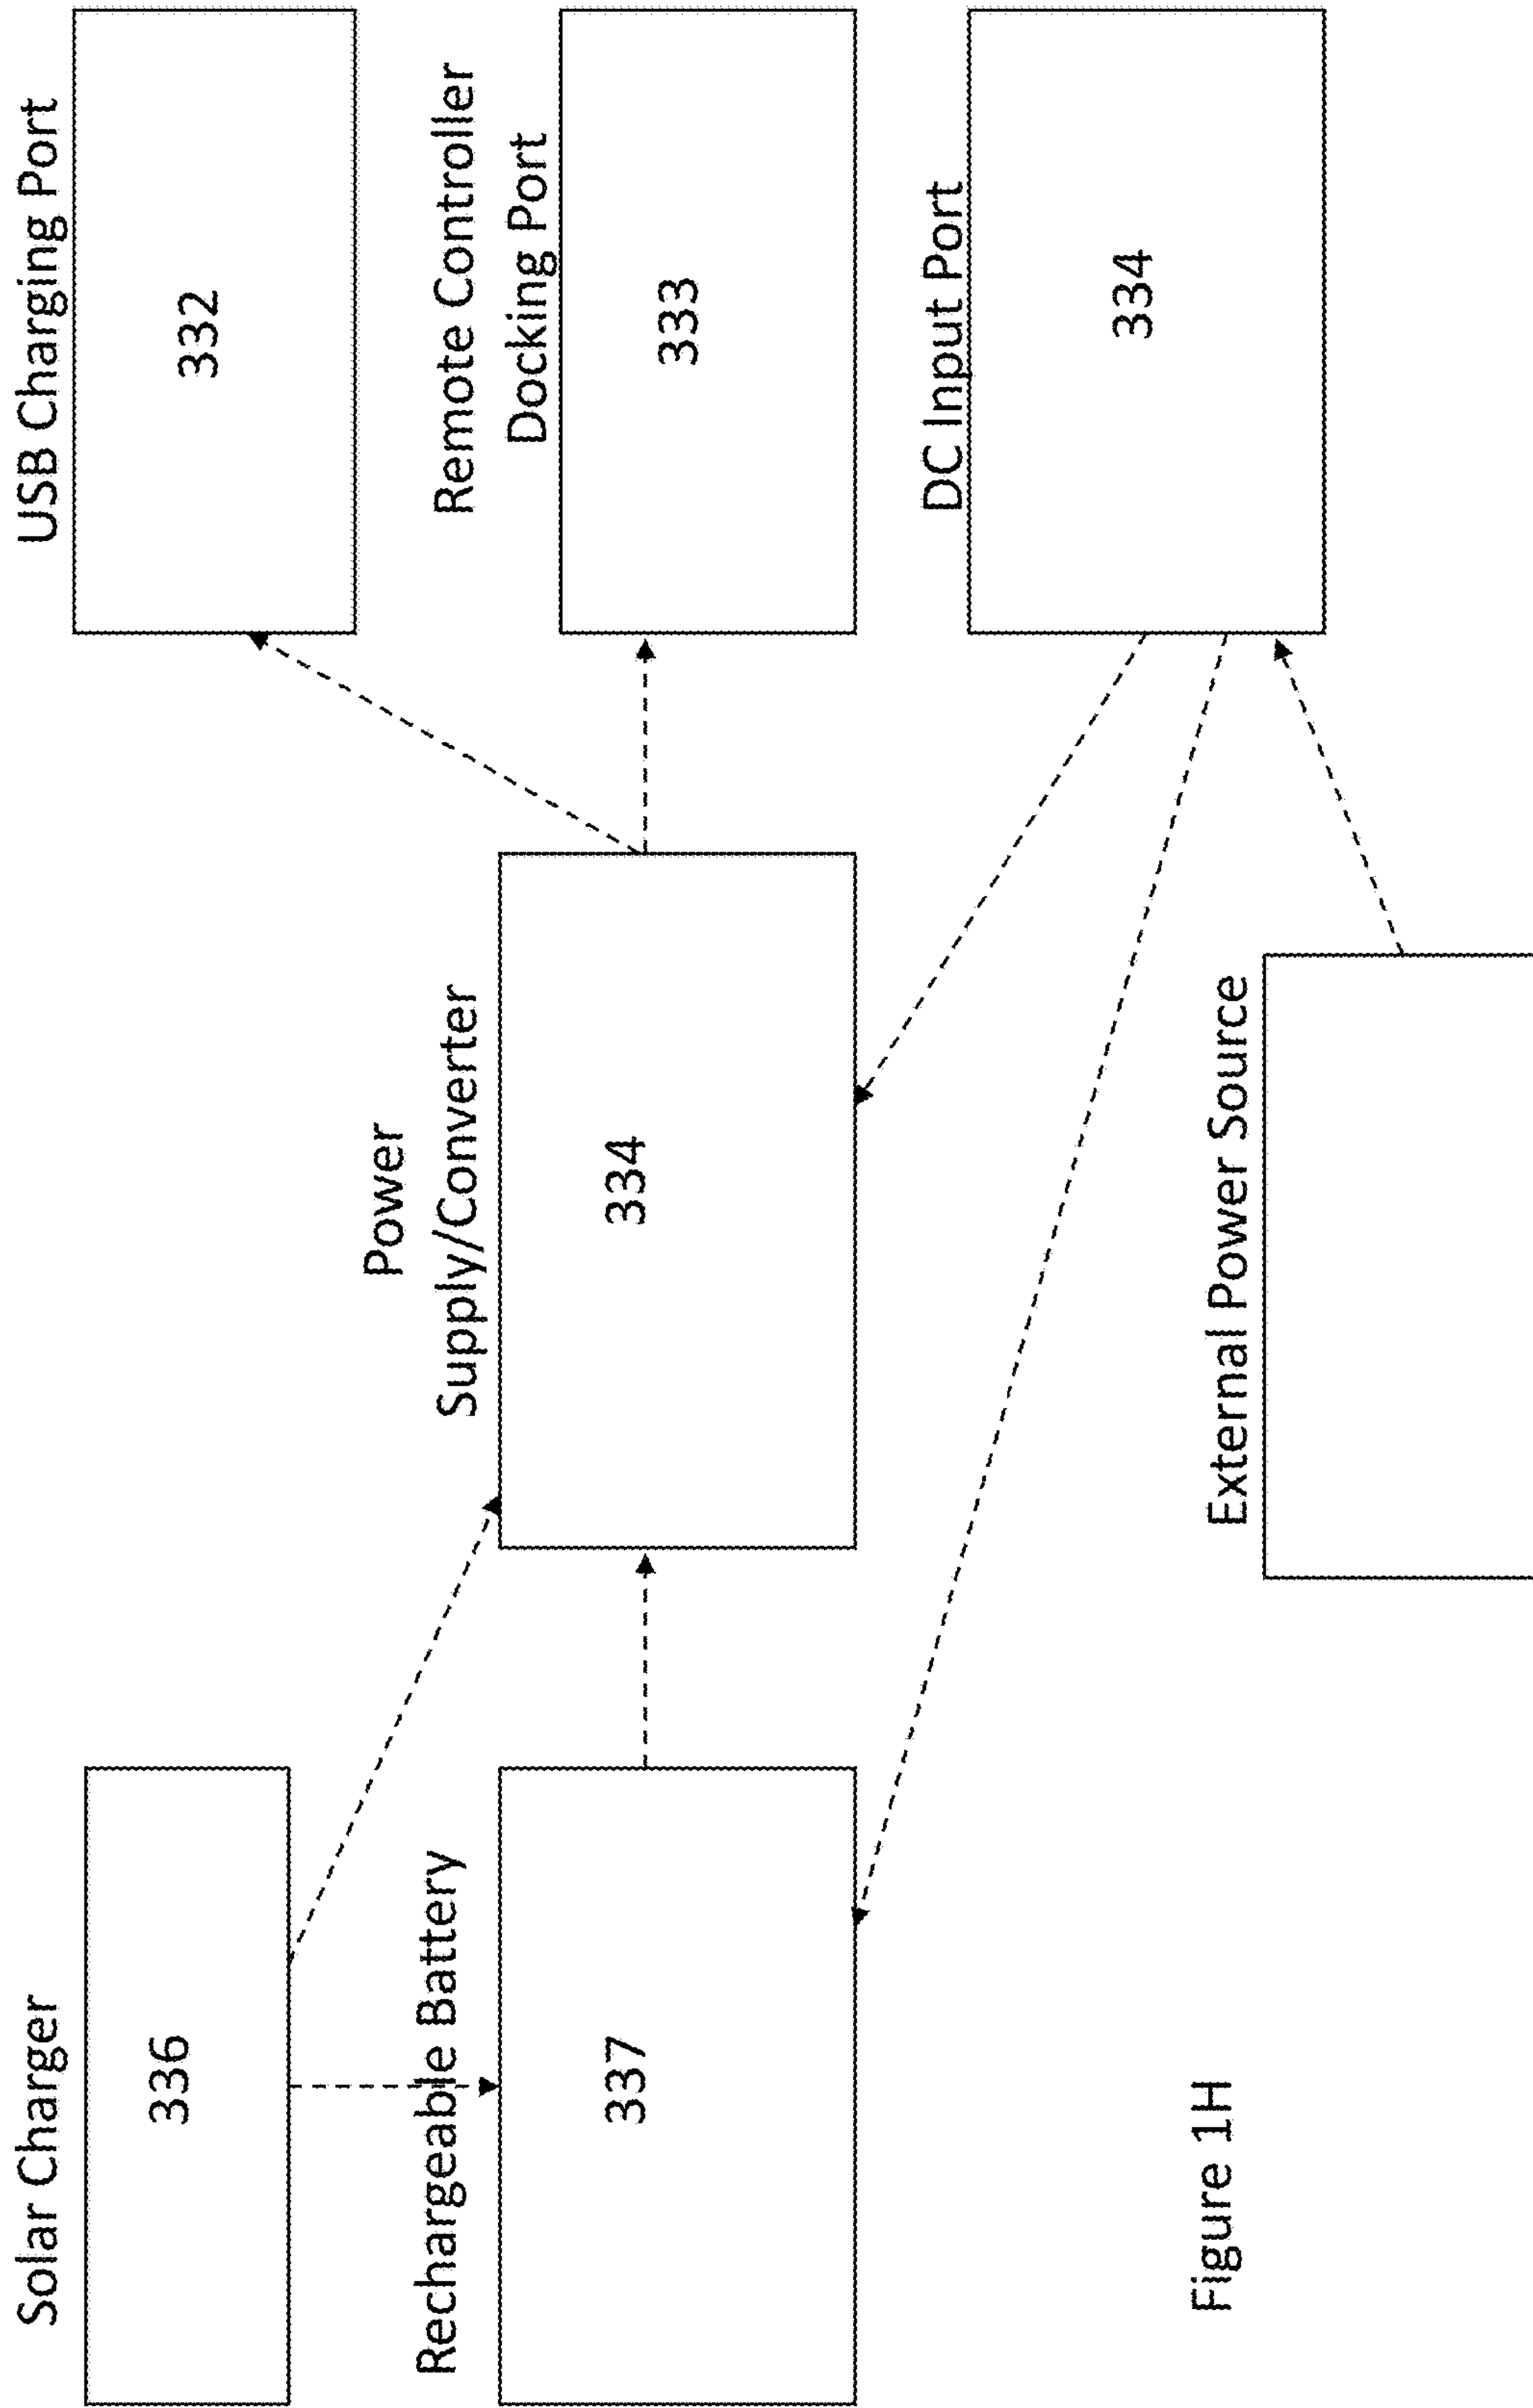 Solar Charger
336
Rechargeable Battery
337
Power
Supply/Converter
334
USB Charging Port
332
Remote Controller
Docking Port
333
DC Input Port
334
External Power Source
Figure 1H